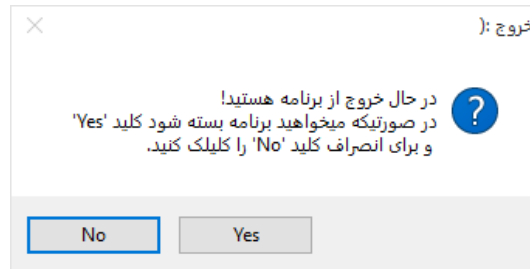 خروج :(
در حال خروج از برنامه هستید!
در صورتیکه میخواهید برنامه بسته شود کلید 'Yes'
و برای انصراف کلید 'No' را کلیلک کنید.
Yes
No